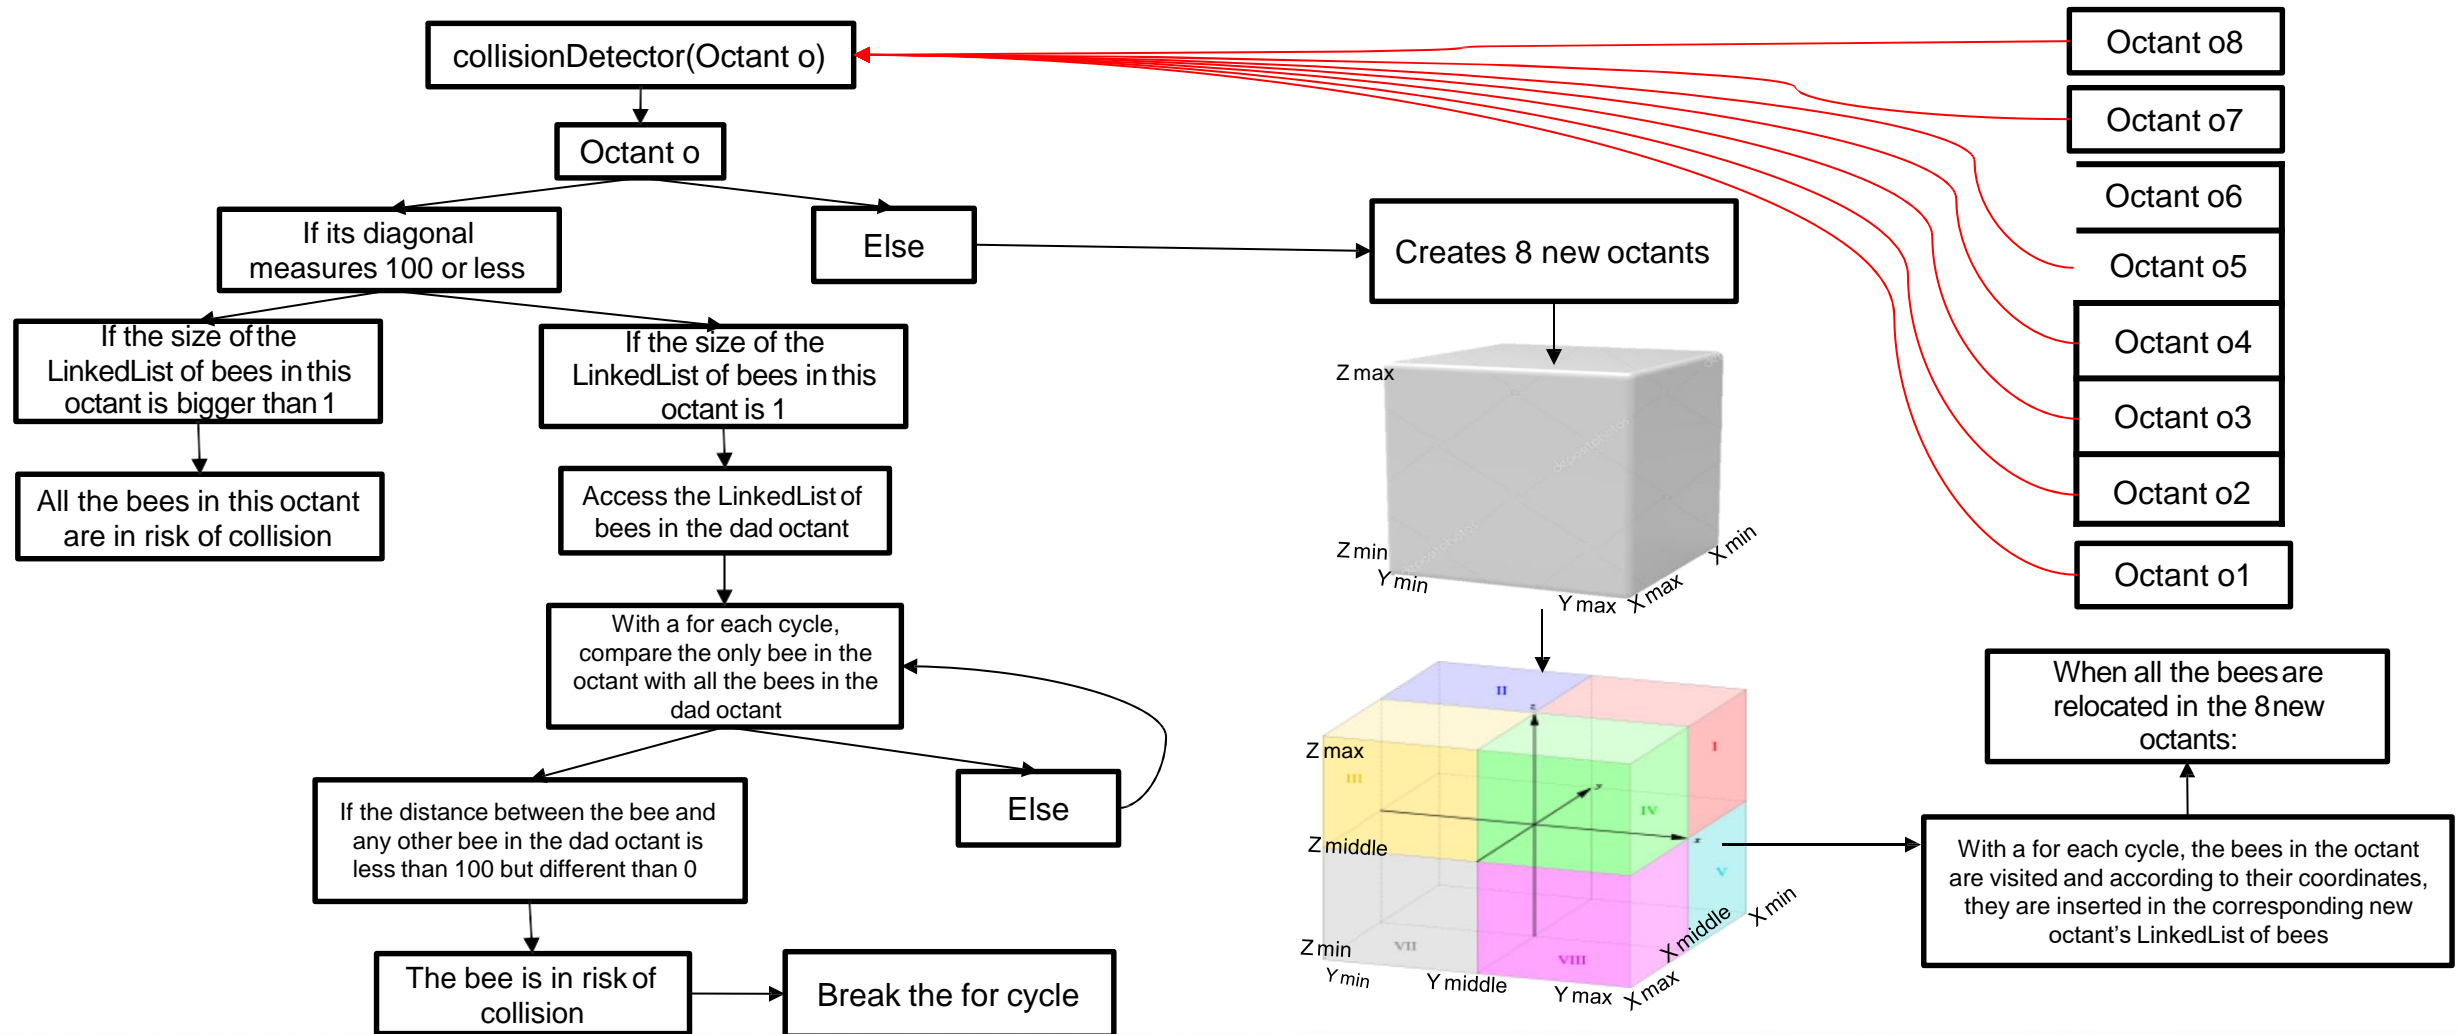 collisionDetector(Octant o)
Octant o
If its diagonal
measures 100 or less
Else
If the size of the
LinkedList of bees in this
octant is bigger than 1
If the size of the
LinkedList of bees in this
octant is 1
All the bees in this octant
are in risk of collision
Access the LinkedList of
bees in the dad octant
With a for each cycle,
compare the only bee in the
octant with all the bees in the
dad octant
If the distance between the bee and
any other bee in the dad octant is
less than 100 but different than 0
Else
The bee is in risk of
collision
Break the for cycle
Creates 8 new octants
Z max
Z min
Y min
Y max
X max
X min
depositphotos
depositphotos
II
z
I
Z max
III
y
IV
x
Z middle
V
X min
X middle
Z min
VII
VIII
Y min
Y middle
Y max
X max
With a for each cycle, the bees in the octant
are visited and according to their coordinates,
they are inserted in the corresponding new
octant's LinkedList of bees
When all the bees are
relocated in the 8 new
octants:
Octant o8
Octant o7
Octant o6
Octant o5
Octant o4
Octant o3
Octant o2
Octant o1